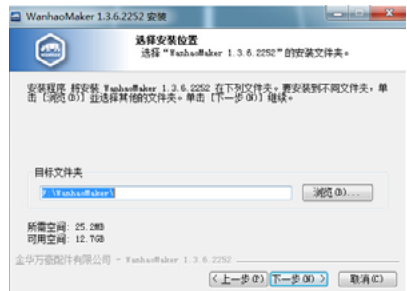 WanhaoMaker 1.3.6.2252 安装
选择安装位置
选择“WanhaoMaker 1.3.6.2252”的安装文件夹。
安装程序 将安装 WanhaoMaker 1.3.6.2252 在下列文件夹。要安装到不同文件夹，单
击 [浏览(B)] 並选择其他的文件夹。单击 [下一步(N)] 继续。
目标文件夹
F:\WanhaoMaker\
浏览(B)...
所需空间: 25.2MB
可用空间: 12.7GB
金华万豪配件有限公司 - WanhaoMaker 1.3.6.2252
< 上一步(P) 下一步(N) > 取消(C)